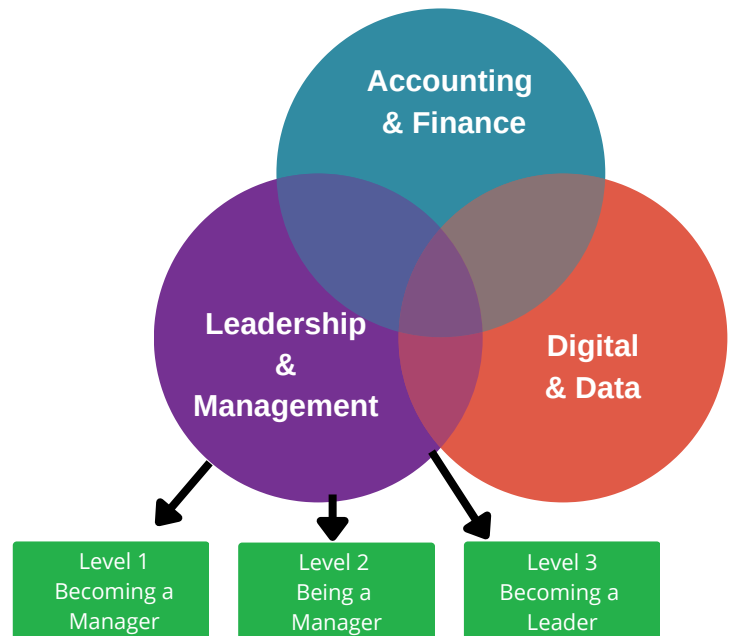 Accounting
& Finance
Leadership
&
Management
Digital
& Data
Level 1
Becoming a
Manager
Level 2
Being a
Manager
Level 3
Becoming a
Leader